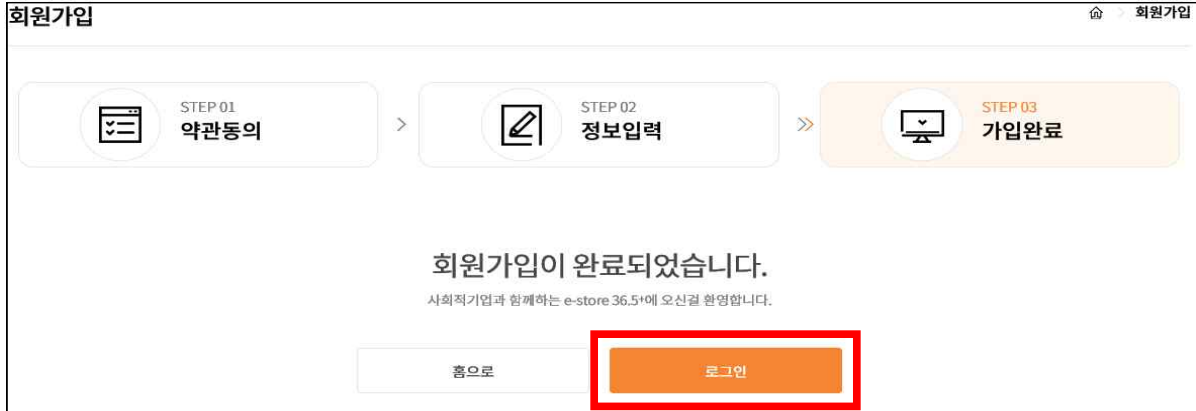 회원가입
회원가입
STEP 01
약관동의
STEP 02
정보입력
STEP 03
가입완료
회원가입이 완료되었습니다.
사회적기업과 함께하는 e-store 36.5+에 오신걸 환영합니다.
홈으로
로그인